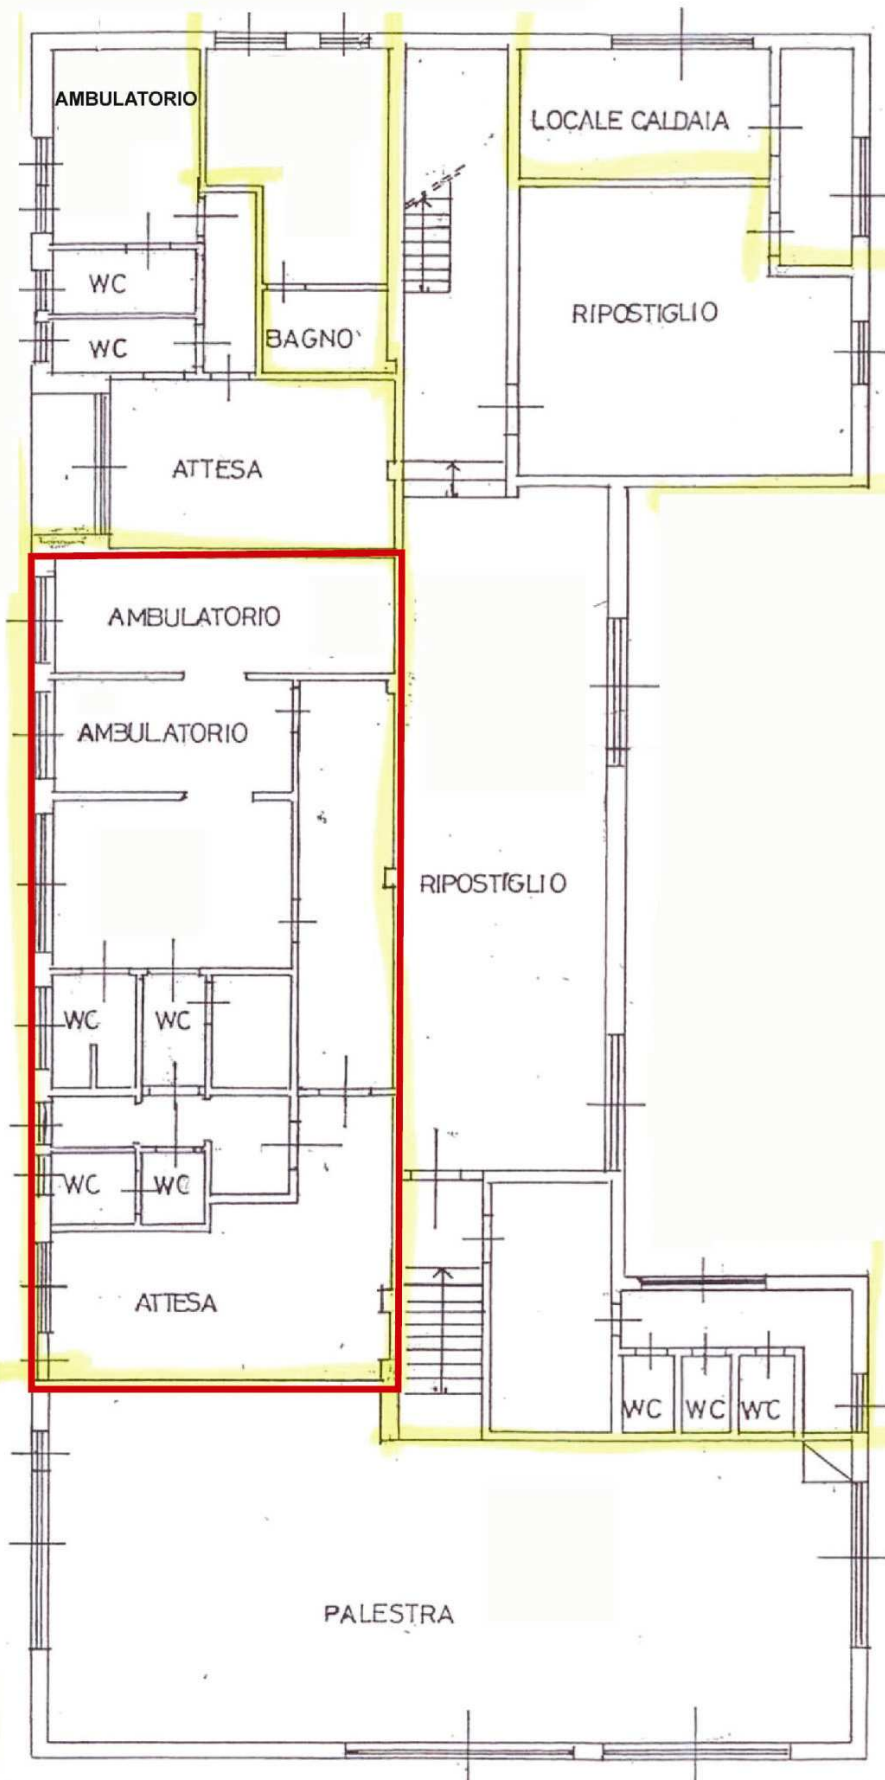 AMBULATORIO
LOCALE CALDAIA
WC
RIPOSTIGLIO
WC
BAGNO
ATTESA
AMBULATORIO
AMBULATORIO
RIPOSTIGLIO
WC
WC
WC
WC
ATTESA
WC
WC
WC
PALESTRA